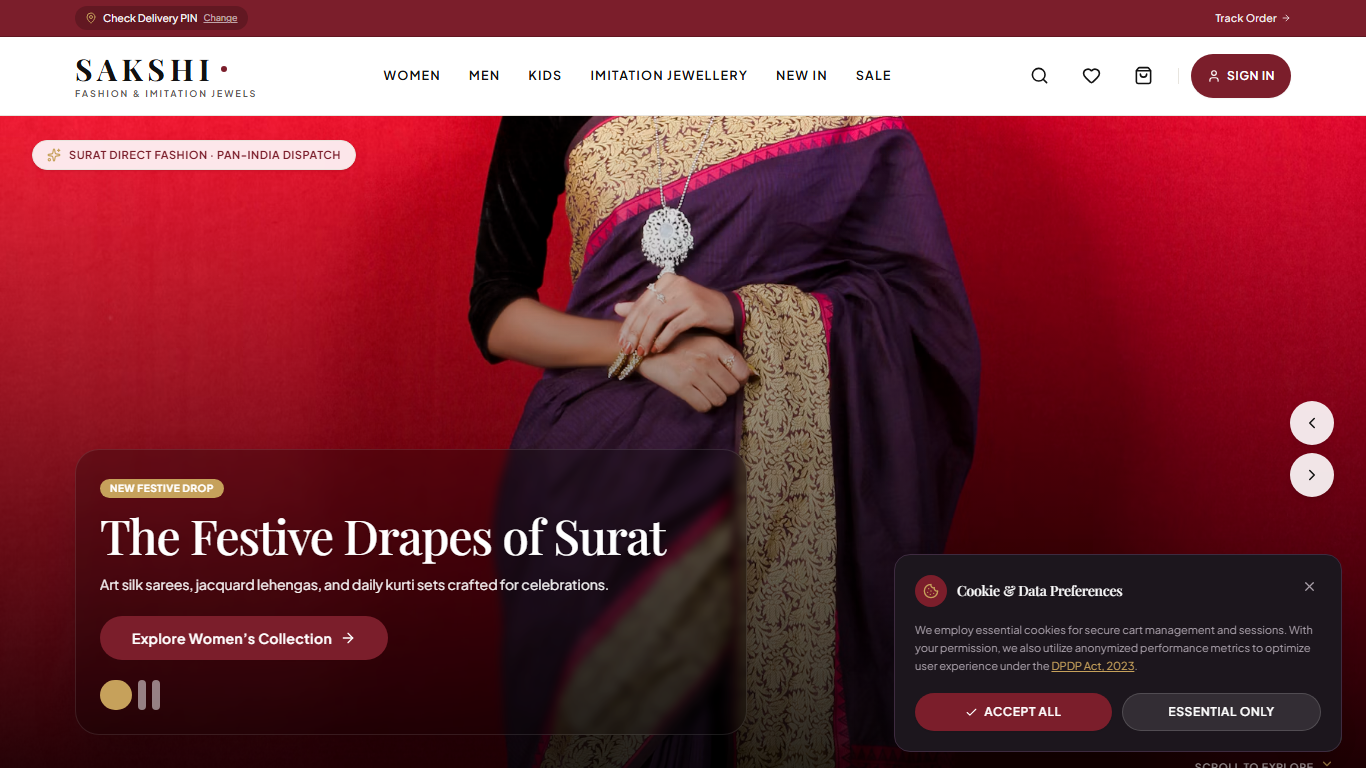 Check Delivery PIN Change
Track Order
SAKSHI
FASHION & IMITATION JEWELS
WOMEN
MEN
KIDS
IMITATION JEWELLERY
NEW IN
SALE
SIGN IN
SURAT DIRECT FASHION · PAN-INDIA DISPATCH
NEW FESTIVE DROP
The Festive Drapes of Surat
Art silk sarees, jacquard lehengas, and daily kurti sets crafted for celebrations.
Explore Women's Collection
Cookie & Data Preferences
We employ essential cookies for secure cart management and sessions. With
your permission, we also utilize anonymized performance metrics to optimize
user experience under the DPDP Act, 2023.
ACCEPT ALL
ESSENTIAL ONLY
SCROLL TO EXPLORE